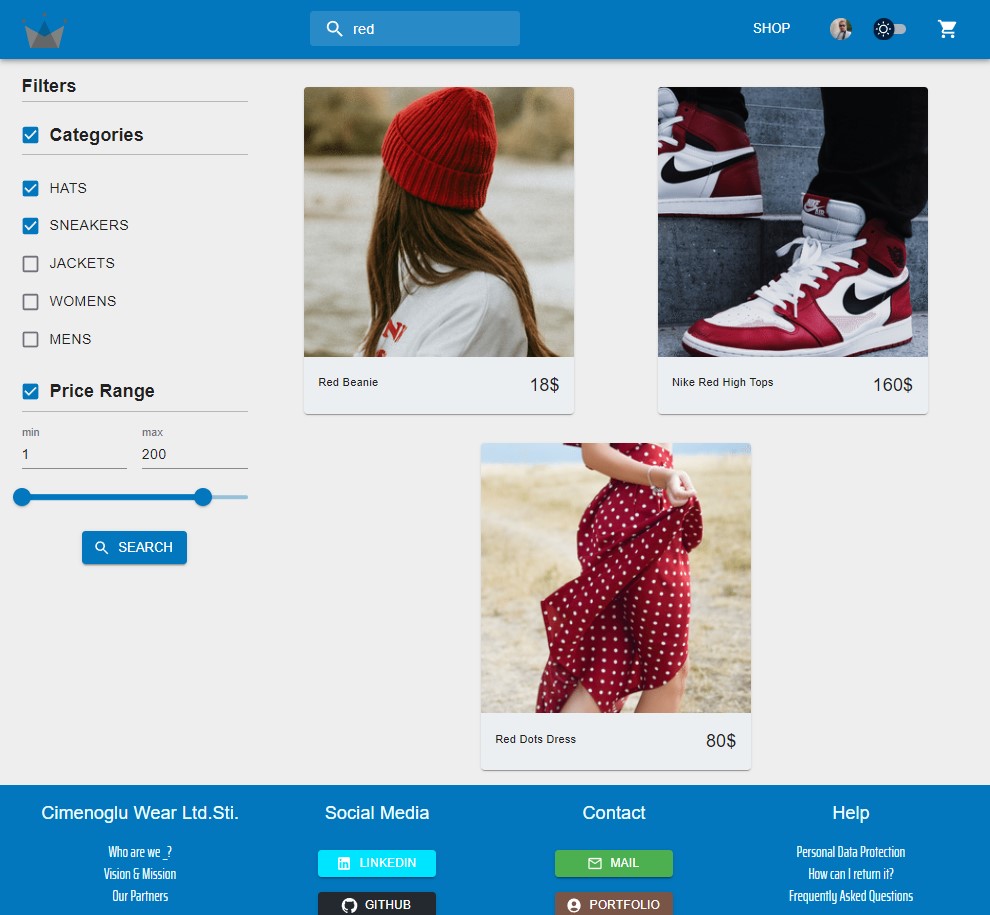 red
SHOP
Filters
Categories
HATS
SNEAKERS
JACKETS
WOMENS
MENS
Price Range
min
max
1
200
SEARCH
Red Beanie
18$
Nike Red High Tops
160$
Red Dots Dress
80$
Cimenoglu Wear Ltd.Sti.
Who are we _?
Vision & Mission
Our Partners
Social Media
LINKEDIN
GITHUB
Contact
MAIL
PORTFOLIO
Help
Personal Data Protection
How can I return it?
Frequently Asked Questions